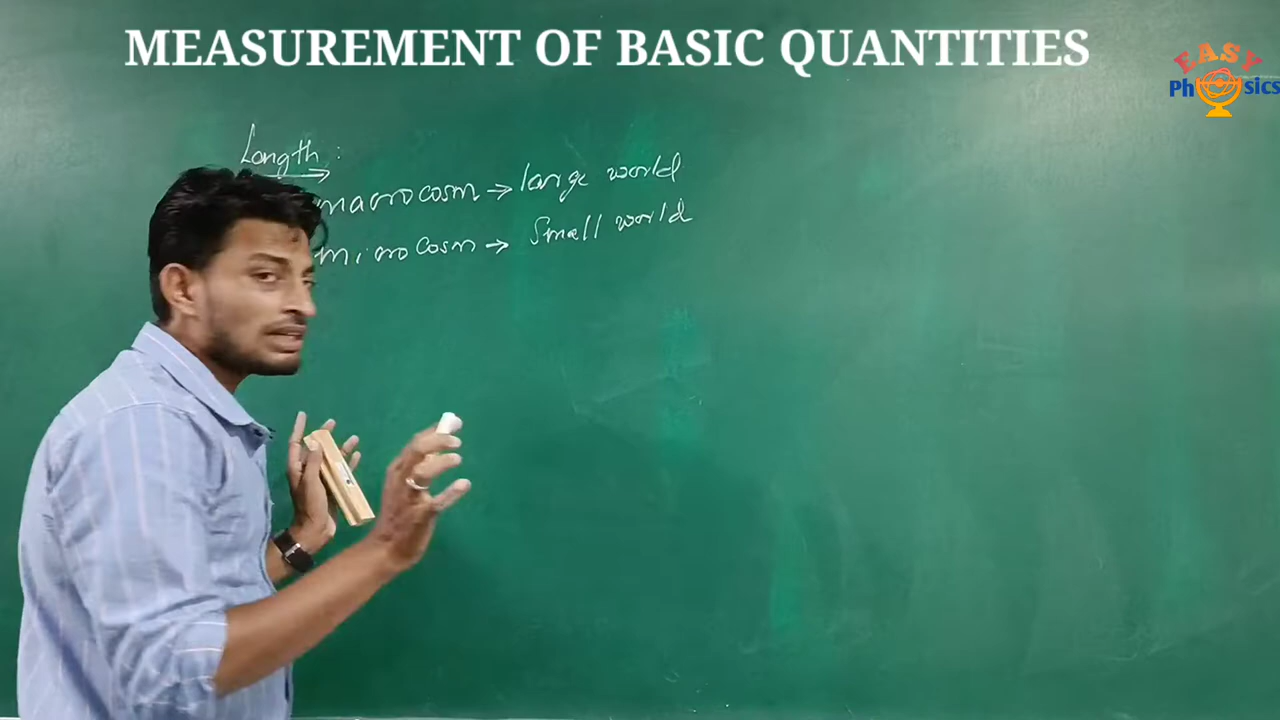 MEASUREMENT OF BASIC QUANTITIES
EASY
Physics
Length :
macrocosm → large world
microcosm → small world